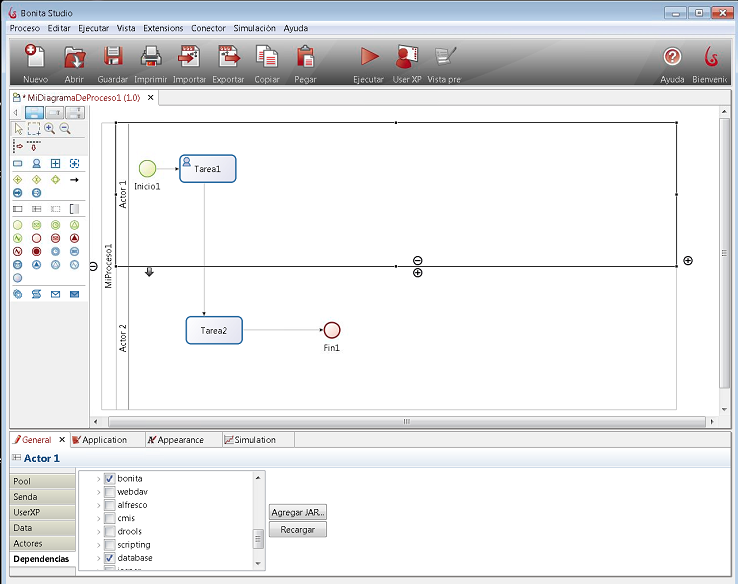 Bonita Studio
Proceso Editar Ejecutar Vista Extensions Conector Simulación Ayuda
Nuevo Abrir Guardar Imprimir Importar Exportar Copiar Pegar Ejecutar User XP Vista pre Ayuda Bienveni
* MiDiagramaDeProceso1 (1.0)
MiProceso1
Actor 1
Inicio1
Tarea1
Actor 2
Tarea2
Fin1
General Application Appearance Simulation
Actor 1
Pool
Senda
UserXP
Data
Actores
Dependencias
bonita
webdav
alfresco
cmis
drools
scripting
database
Agregar JAR...
Recargar